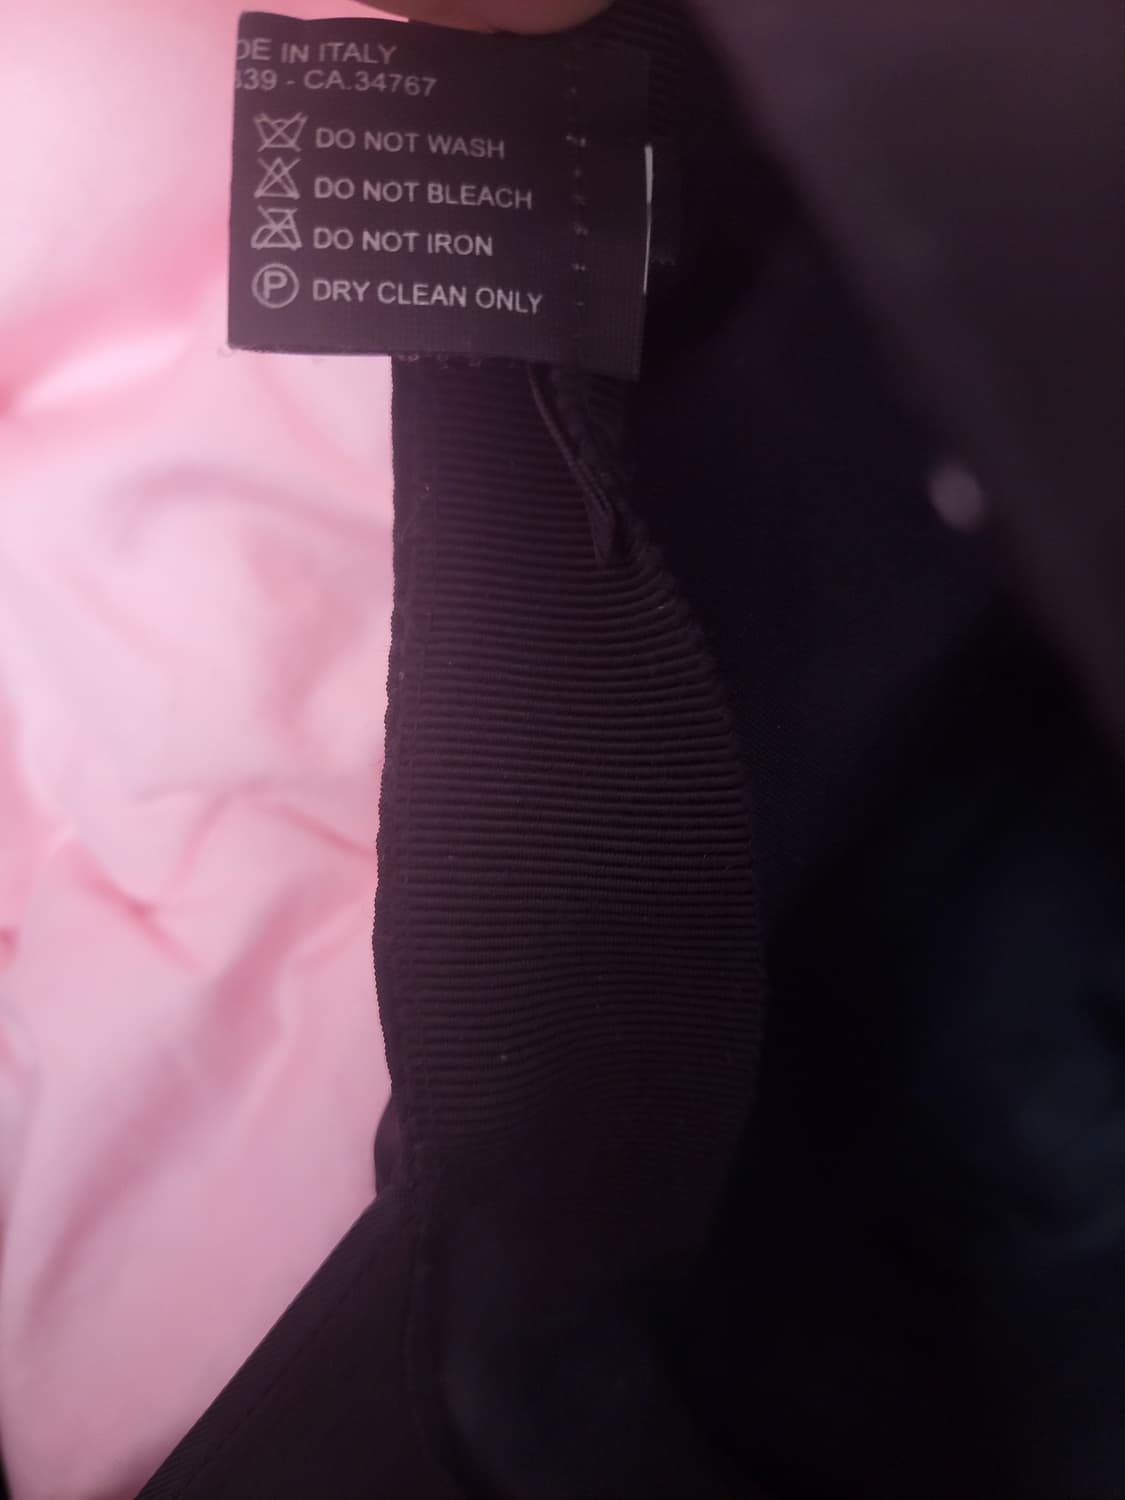 DE IN ITALY
39 - CA.34767
DO NOT WASH
DO NOT BLEACH
DO NOT IRON
P DRY CLEAN ONLY